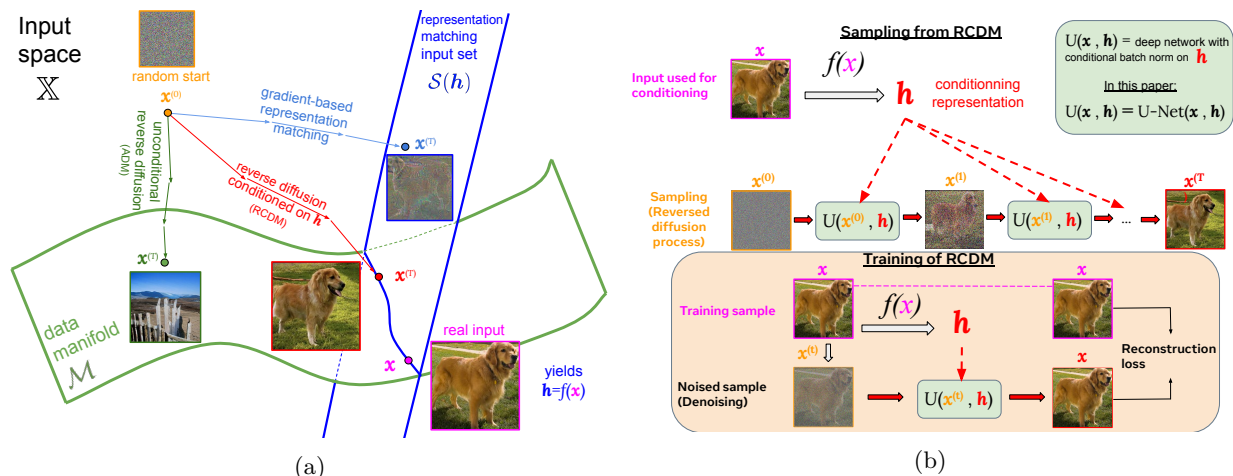 Input
space
𝕏
random start
x⁽⁰⁾
unconditional
reverse diffusion
(ADM)
gradient-based
representation
matching
reverse diffusion
conditioned on h
(RCDM)
representation
matching
input set
S(h)
x⁽ᵀ⁾
x⁽ᵀ⁾
x⁽ᵀ⁾
data
manifold
M
real input
x
yields
h=f(x)
(a)
Sampling from RCDM
Input used for
conditioning
x
f(x)
h
conditionning
representation
U(x , h) = deep network with
conditional batch norm on h
In this paper:
U(x , h) = U-Net(x , h)
Sampling
(Reversed
diffusion
process)
x⁽⁰⁾
U(x⁽⁰⁾ , h)
x⁽¹⁾
U(x⁽¹⁾ , h)
...
x⁽ᵀ
Training of RCDM
Training sample
x
f(x)
h
x
x⁽ᵗ⁾
Noised sample
(Denoising)
U(x⁽ᵗ⁾ , h)
x
Reconstruction
loss
(b)